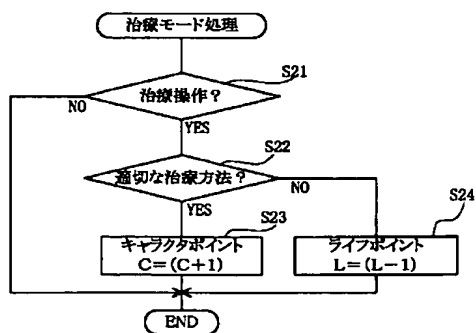 治療モード処理
S21
治療操作？
NO
YES
S22
適切な治療方法？
NO
YES
S23
S24
キャラクタポイント
C=(C+1)
ライフポイント
L=(L-1)
END